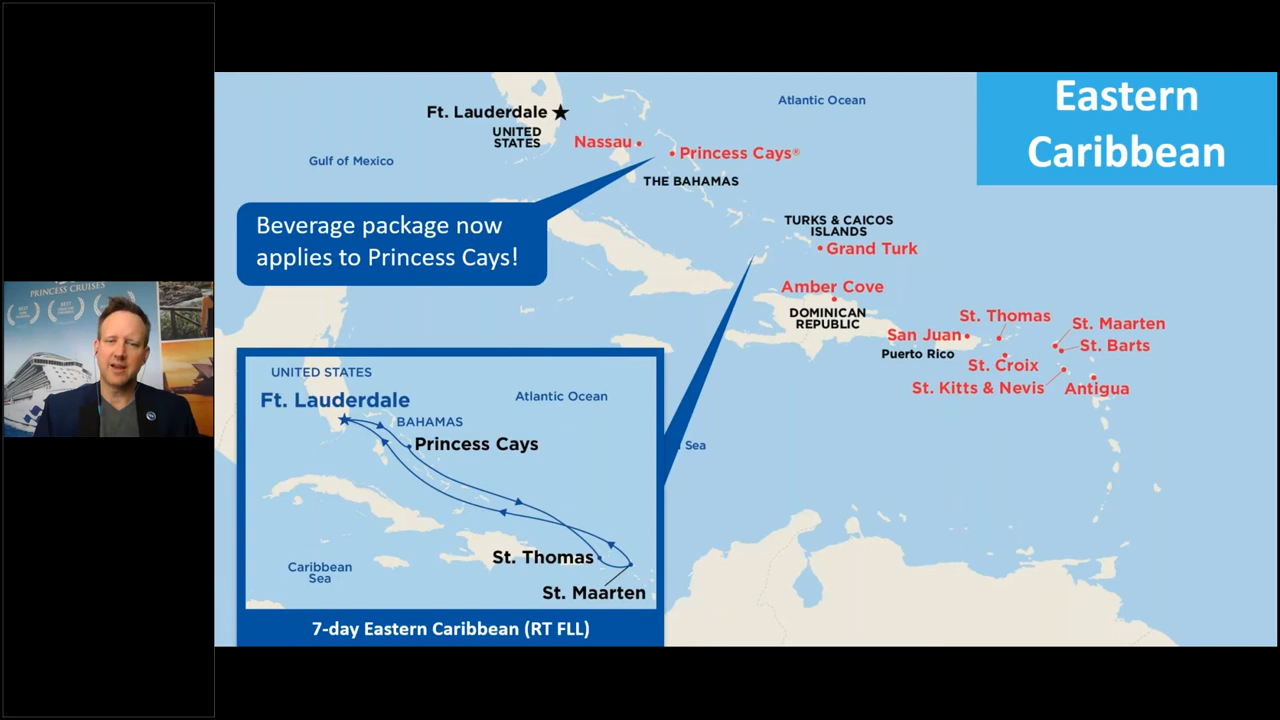 Eastern
Caribbean
Atlantic Ocean
Ft. Lauderdale
UNITED
STATES
Gulf of Mexico
Nassau
Princess Cays®
THE BAHAMAS
Beverage package now
applies to Princess Cays!
TURKS & CAICOS
ISLANDS
Grand Turk
Amber Cove
DOMINICAN
REPUBLIC
San Juan
Puerto Rico
St. Thomas
St. Maarten
St. Barts
St. Croix
St. Kitts & Nevis
Antigua
Sea
UNITED STATES
Ft. Lauderdale
Atlantic Ocean
BAHAMAS
Princess Cays
St. Thomas
Caribbean
Sea
St. Maarten
7-day Eastern Caribbean (RT FLL)
PRINCESS CRUISES
BEST
BEST